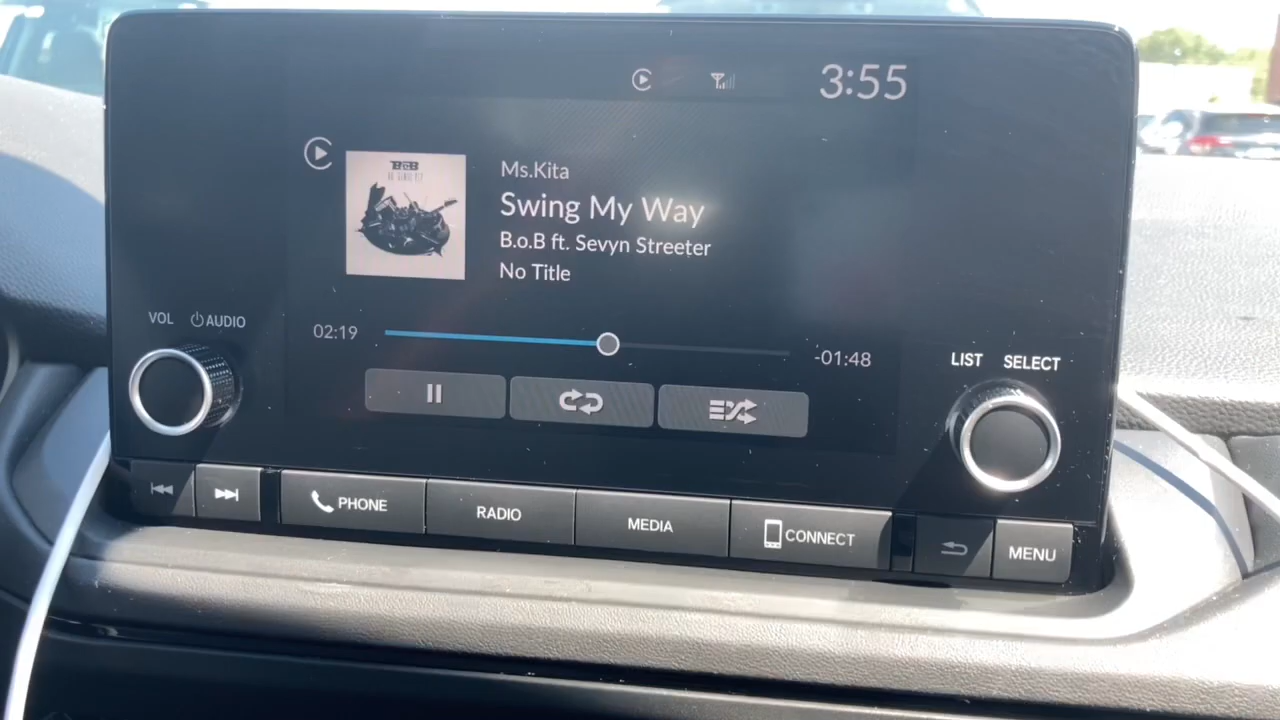 3:55
B.o.B
Ms.Kita
Swing My Way
B.o.B ft. Sevyn Streeter
No Title
VOL AUDIO
02:19
-01:48
LIST SELECT
PHONE
RADIO
MEDIA
CONNECT
MENU